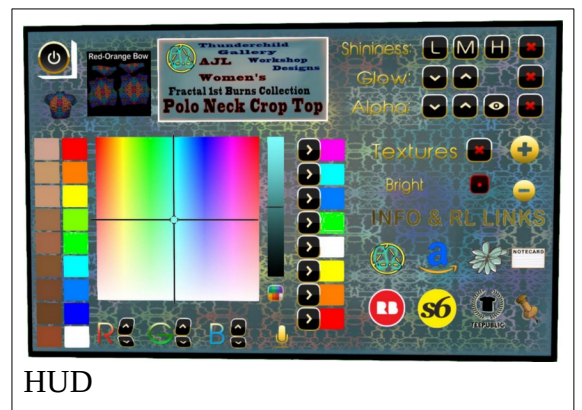 Red-Orange Bow
Thunderchild
Gallery
AJL Workshop
Designs
Women's
Fractal 1st Burns Collection
Polo Neck Crop Top
Shininess: L M H
Glow:
Alpha:
Textures
Bright
INFO & RL LINKS
a
NOTECARD
RB
s6
TEEPUBLIC
R G B
HUD